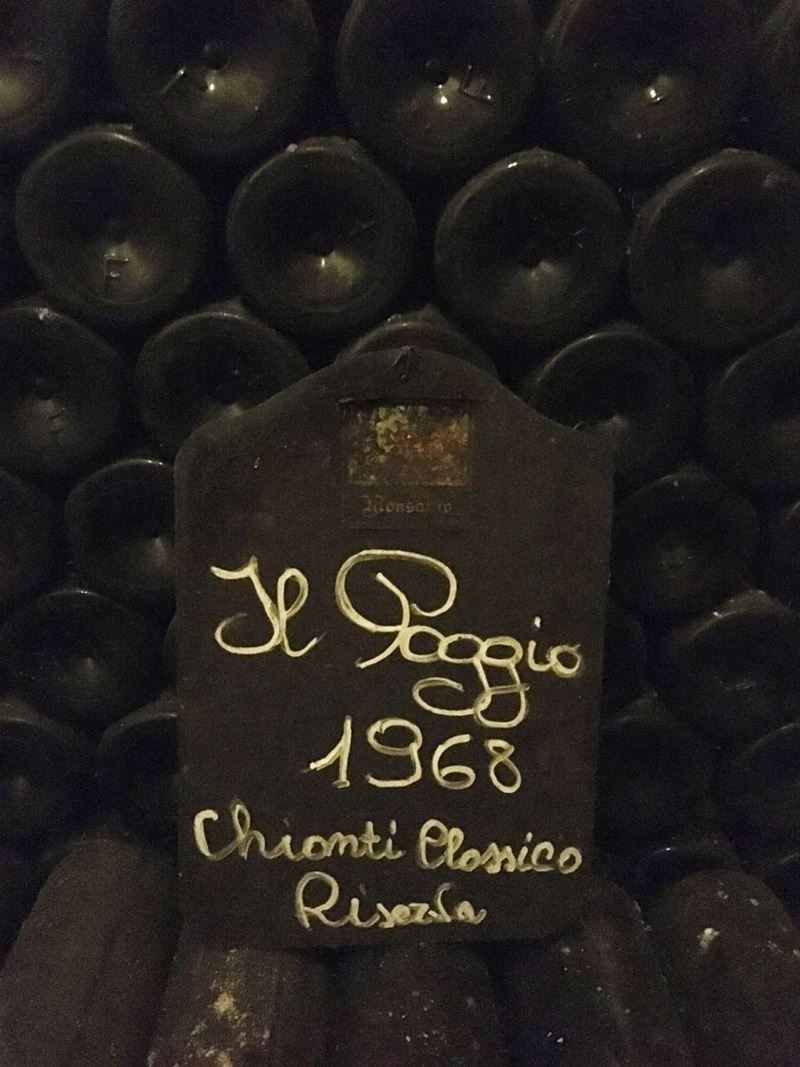 F
Monsanto
Il Poggio
1968
Chianti Classico
Riserva